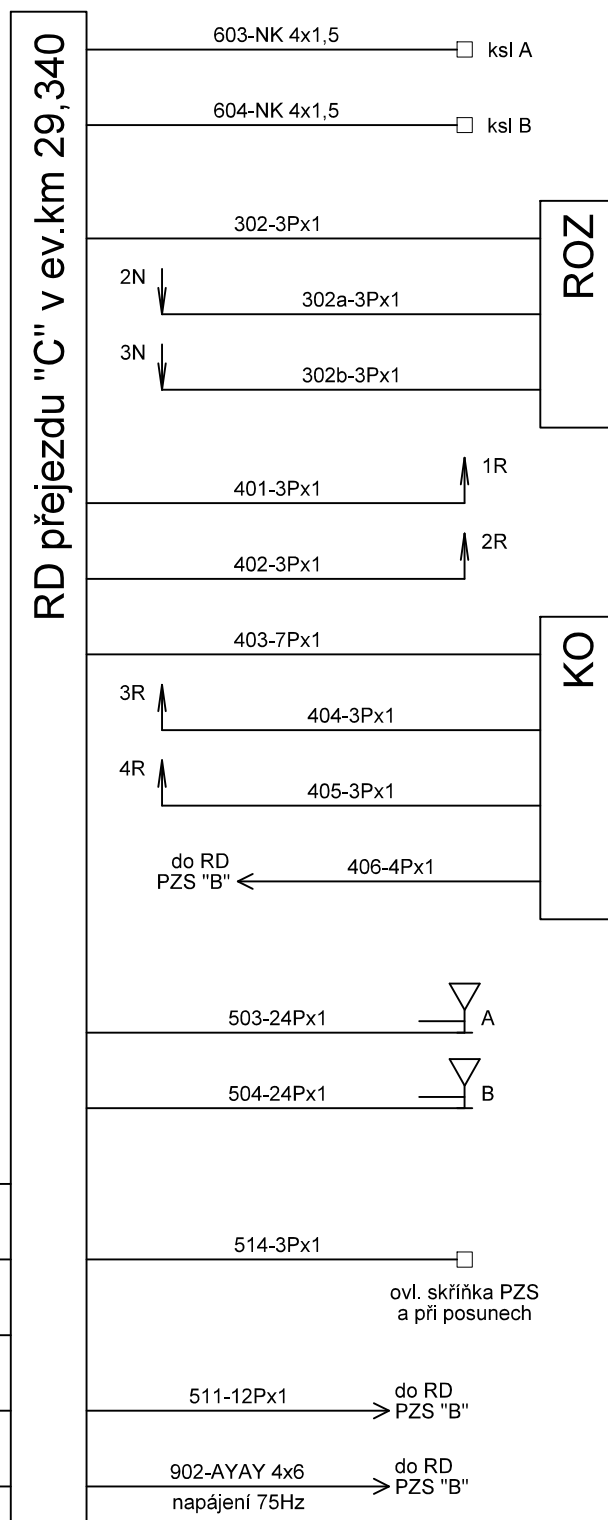 RD přejezdu "C" v ev.km 29,340
603-NK 4x1,5
ksl A
604-NK 4x1,5
ksl B
302-3Px1
ROZ
2N
302a-3Px1
3N
302b-3Px1
401-3Px1
1R
402-3Px1
2R
403-7Px1
KO
3R
404-3Px1
4R
405-3Px1
do RD
PZS "B"
406-4Px1
503-24Px1
A
504-24Px1
B
514-3Px1
ovl. skříňka PZS
a při posunech
511-12Px1
do RD
PZS "B"
902-AYAY 4x6
napájení 75Hz
do RD
PZS "B"